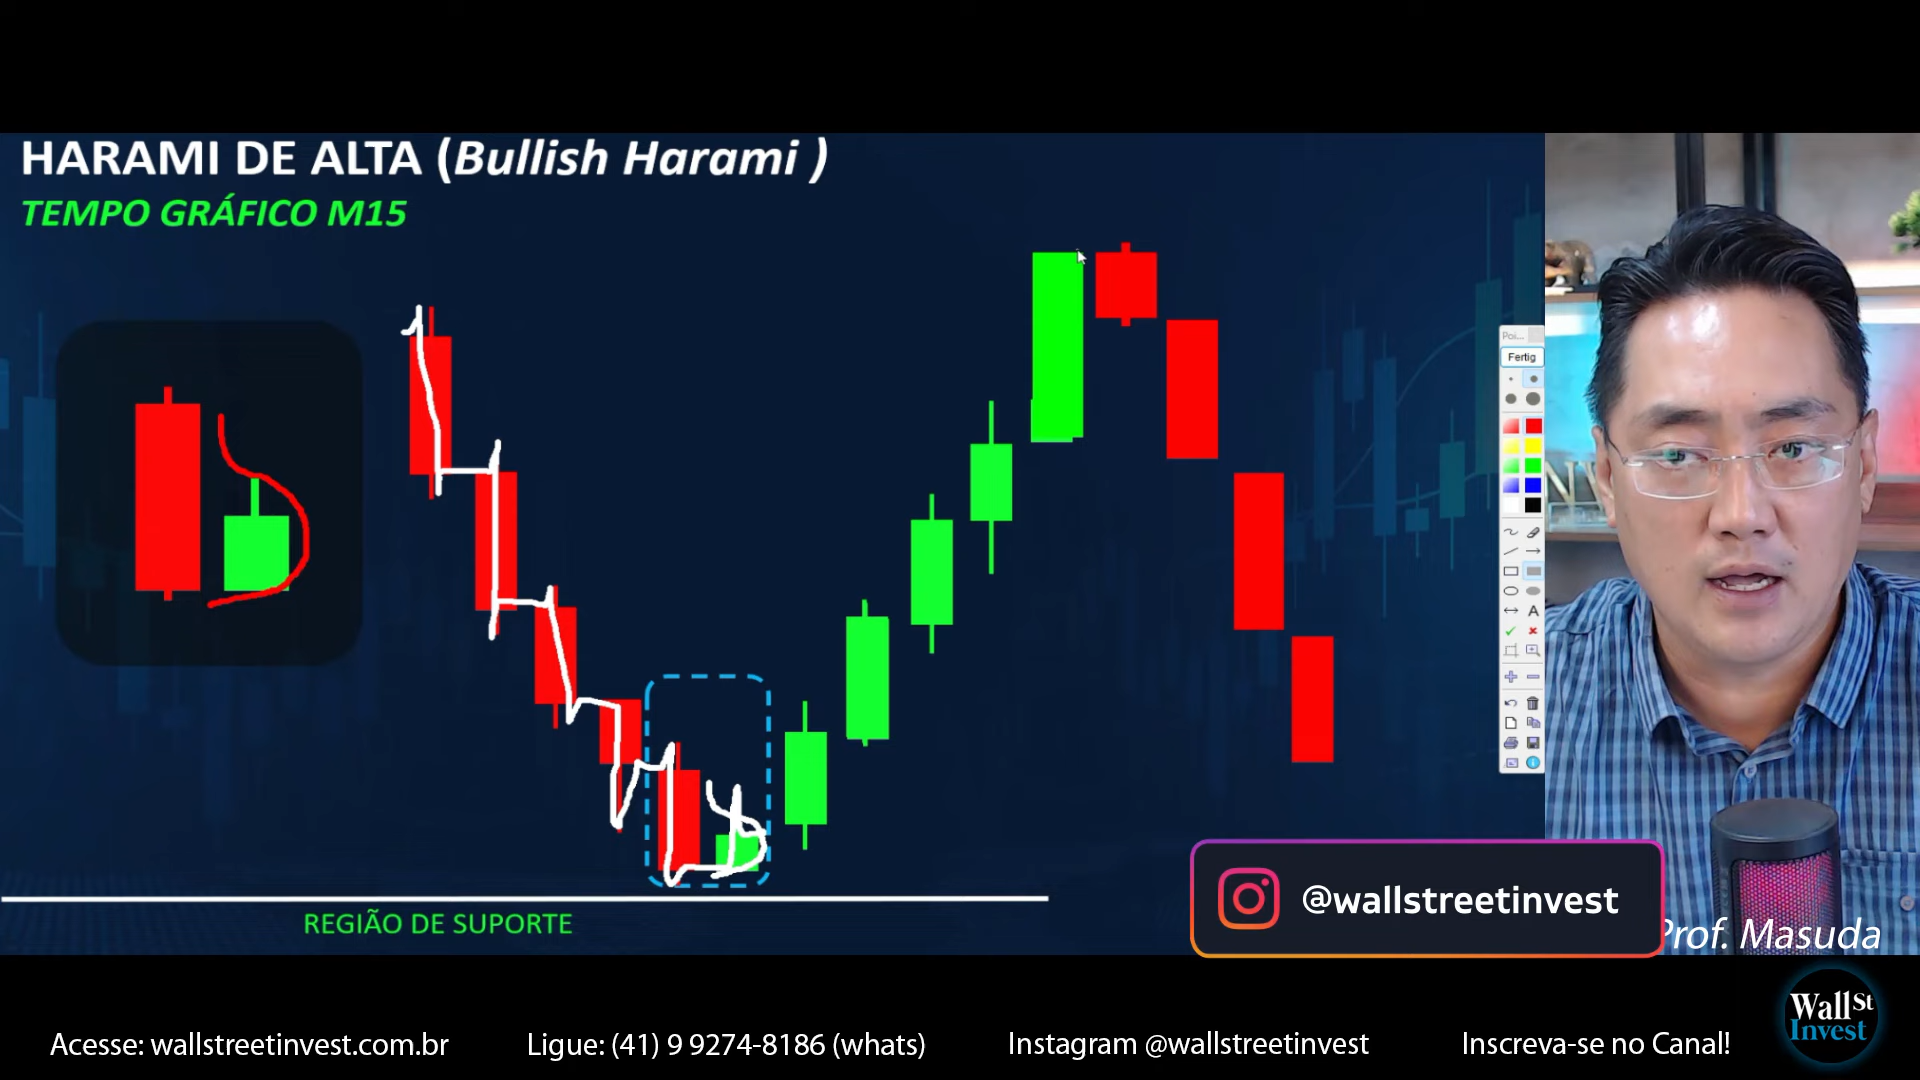 HARAMI DE ALTA (Bullish Harami )
TEMPO GRÁFICO M15
Poi...
Fertig
A
REGIÃO DE SUPORTE
@wallstreetinvest
Prof. Masuda
Acesse: wallstreetinvest.com.br
Ligue: (41) 9 9274-8186 (whats)
Instagram @wallstreetinvest
Inscreva-se no Canal!
Wall St
Invest